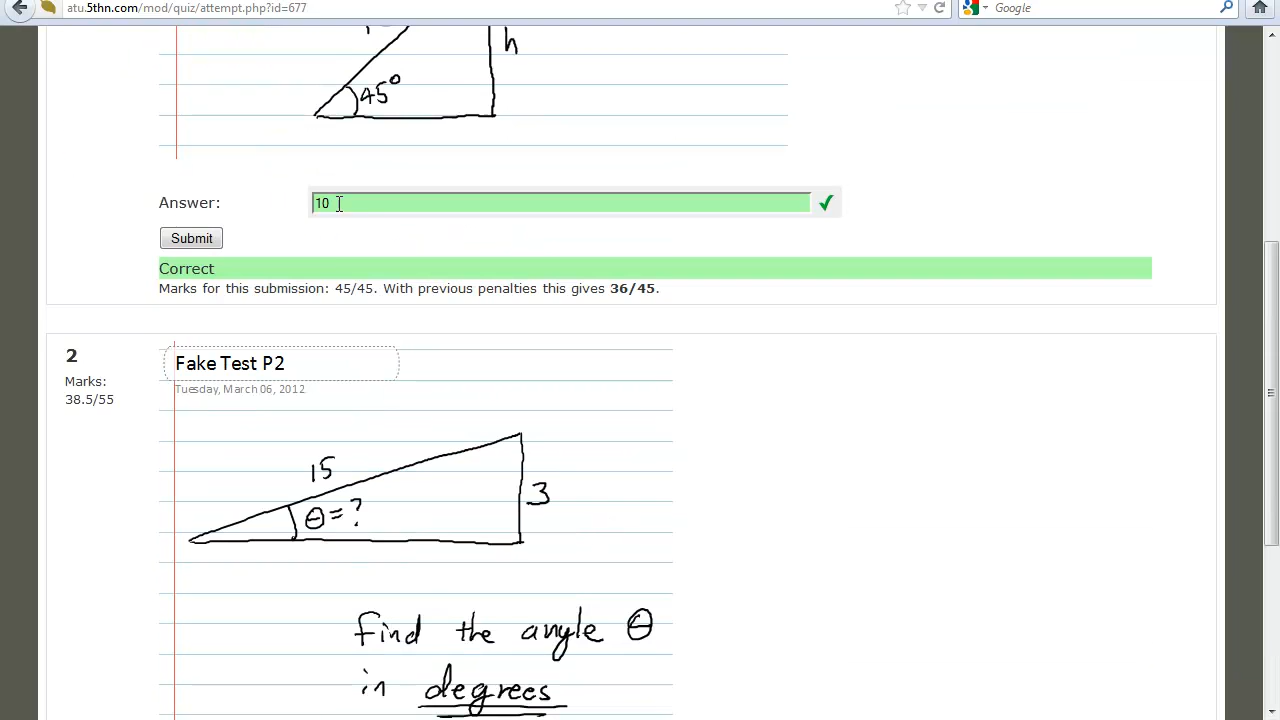 atu.5thn.com/mod/quiz/attempt.php?id=677
Google
h
45°
Answer:
10
Submit
Correct
Marks for this submission: 45/45. With previous penalties this gives 36/45.
2
Marks:
38.5/55
Fake Test P2
Tuesday, March 06, 2012
15
θ = ?
3
find the angle θ
in degrees